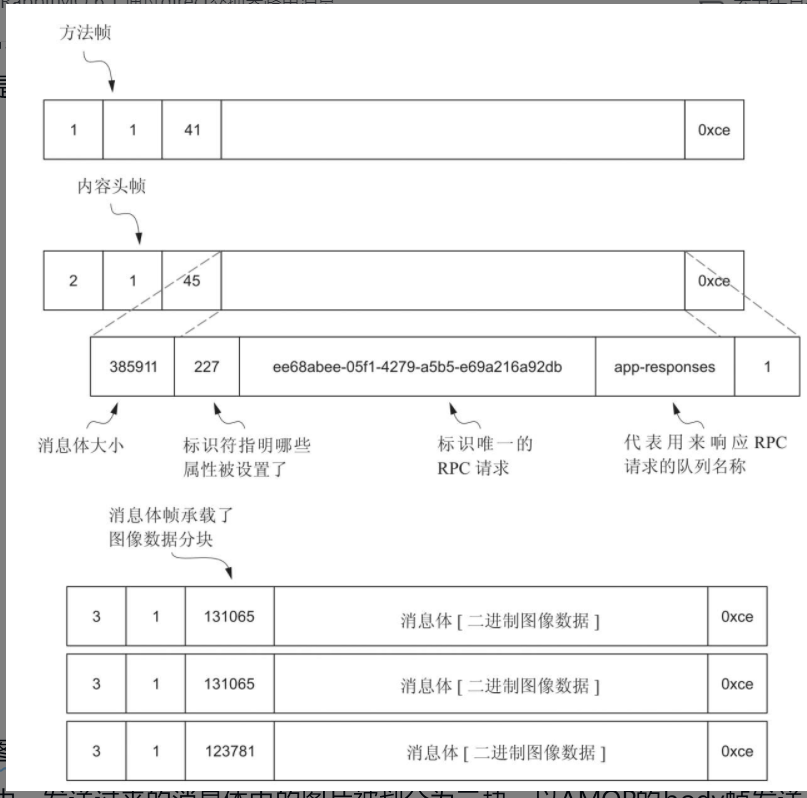 方法帧
1 1 41 0xce
内容头帧
2 1 45 0xce
385911 227 ee68abee-05f1-4279-a5b5-e69a216a92db app-responses 1
消息体大小
标识符指明哪些
属性被设置了
标识唯一的
RPC 请求
代表用来响应 RPC
请求的队列名称
消息体帧承载了
图像数据分块
3 1 131065 消息体 [ 二进制图像数据 ] 0xce
3 1 131065 消息体 [ 二进制图像数据 ] 0xce
3 1 123781 消息体 [ 二进制图像数据 ] 0xce